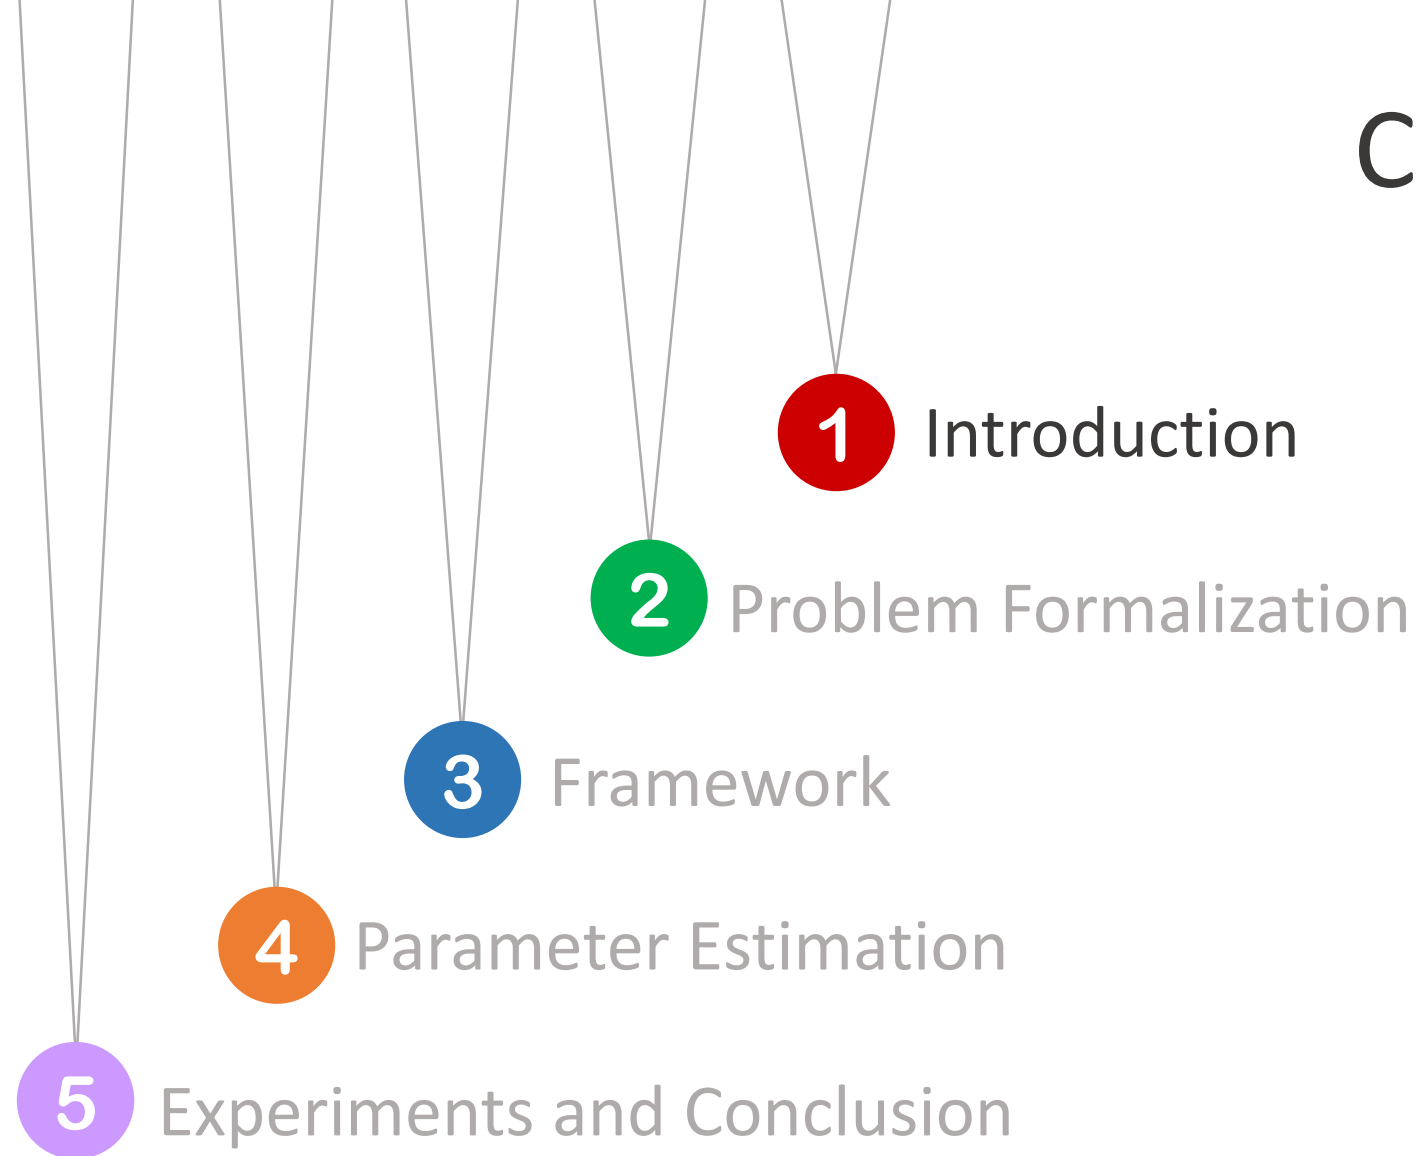 C
1 Introduction
2 Problem Formalization
3 Framework
4 Parameter Estimation
5 Experiments and Conclusion